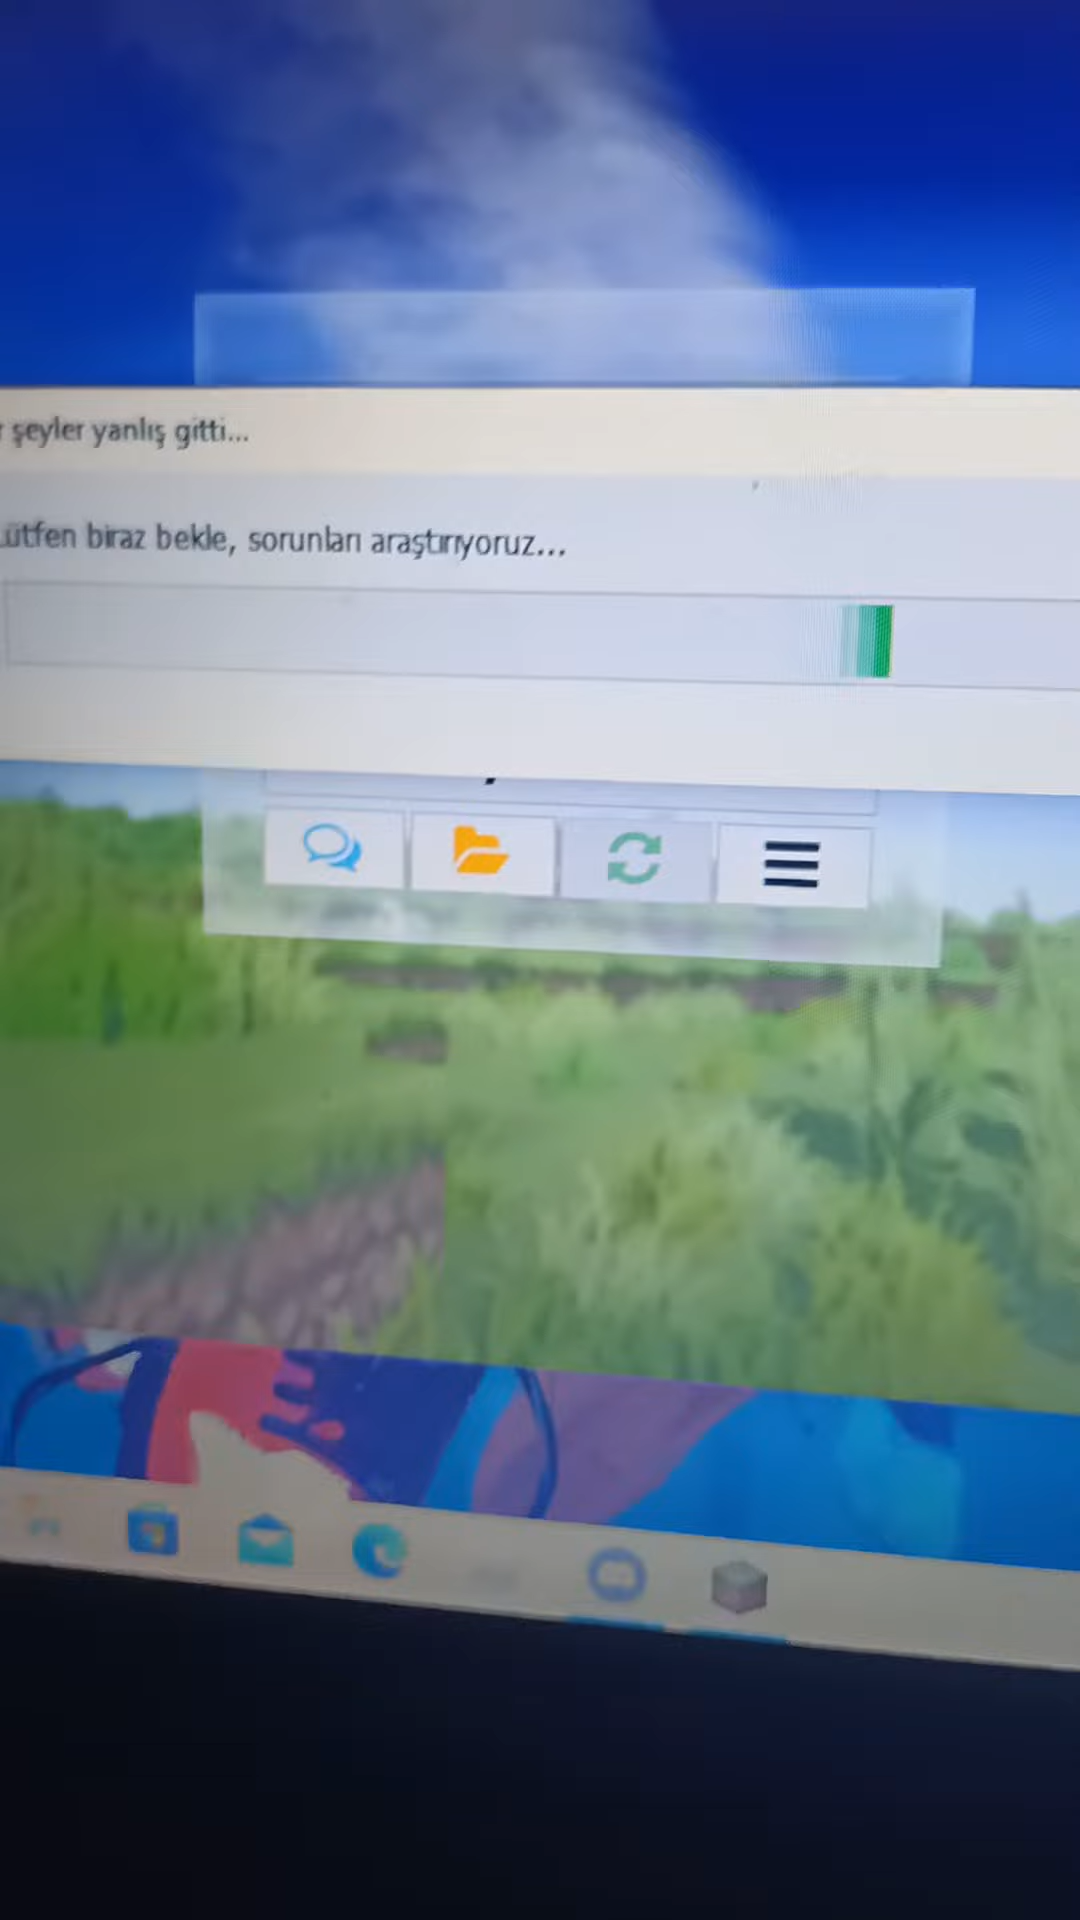 şeyler yanlış gitti...
ütfen biraz bekle, sorunları araştırıyoruz...